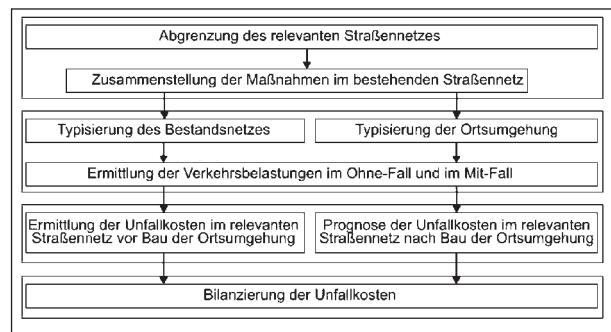 Abgrenzung des relevanten Straßennetzes
Zusammenstellung der Maßnahmen im bestehenden Straßennetz
Typisierung des Bestandsnetzes
Typisierung der Ortsumgehung
Ermittlung der Verkehrsbelastungen im Ohne-Fall und im Mit-Fall
Ermittlung der Unfallkosten im relevanten
Straßennetz vor Bau der Ortsumgehung
Prognose der Unfallkosten im relevanten
Straßennetz nach Bau der Ortsumgehung
Bilanzierung der Unfallkosten